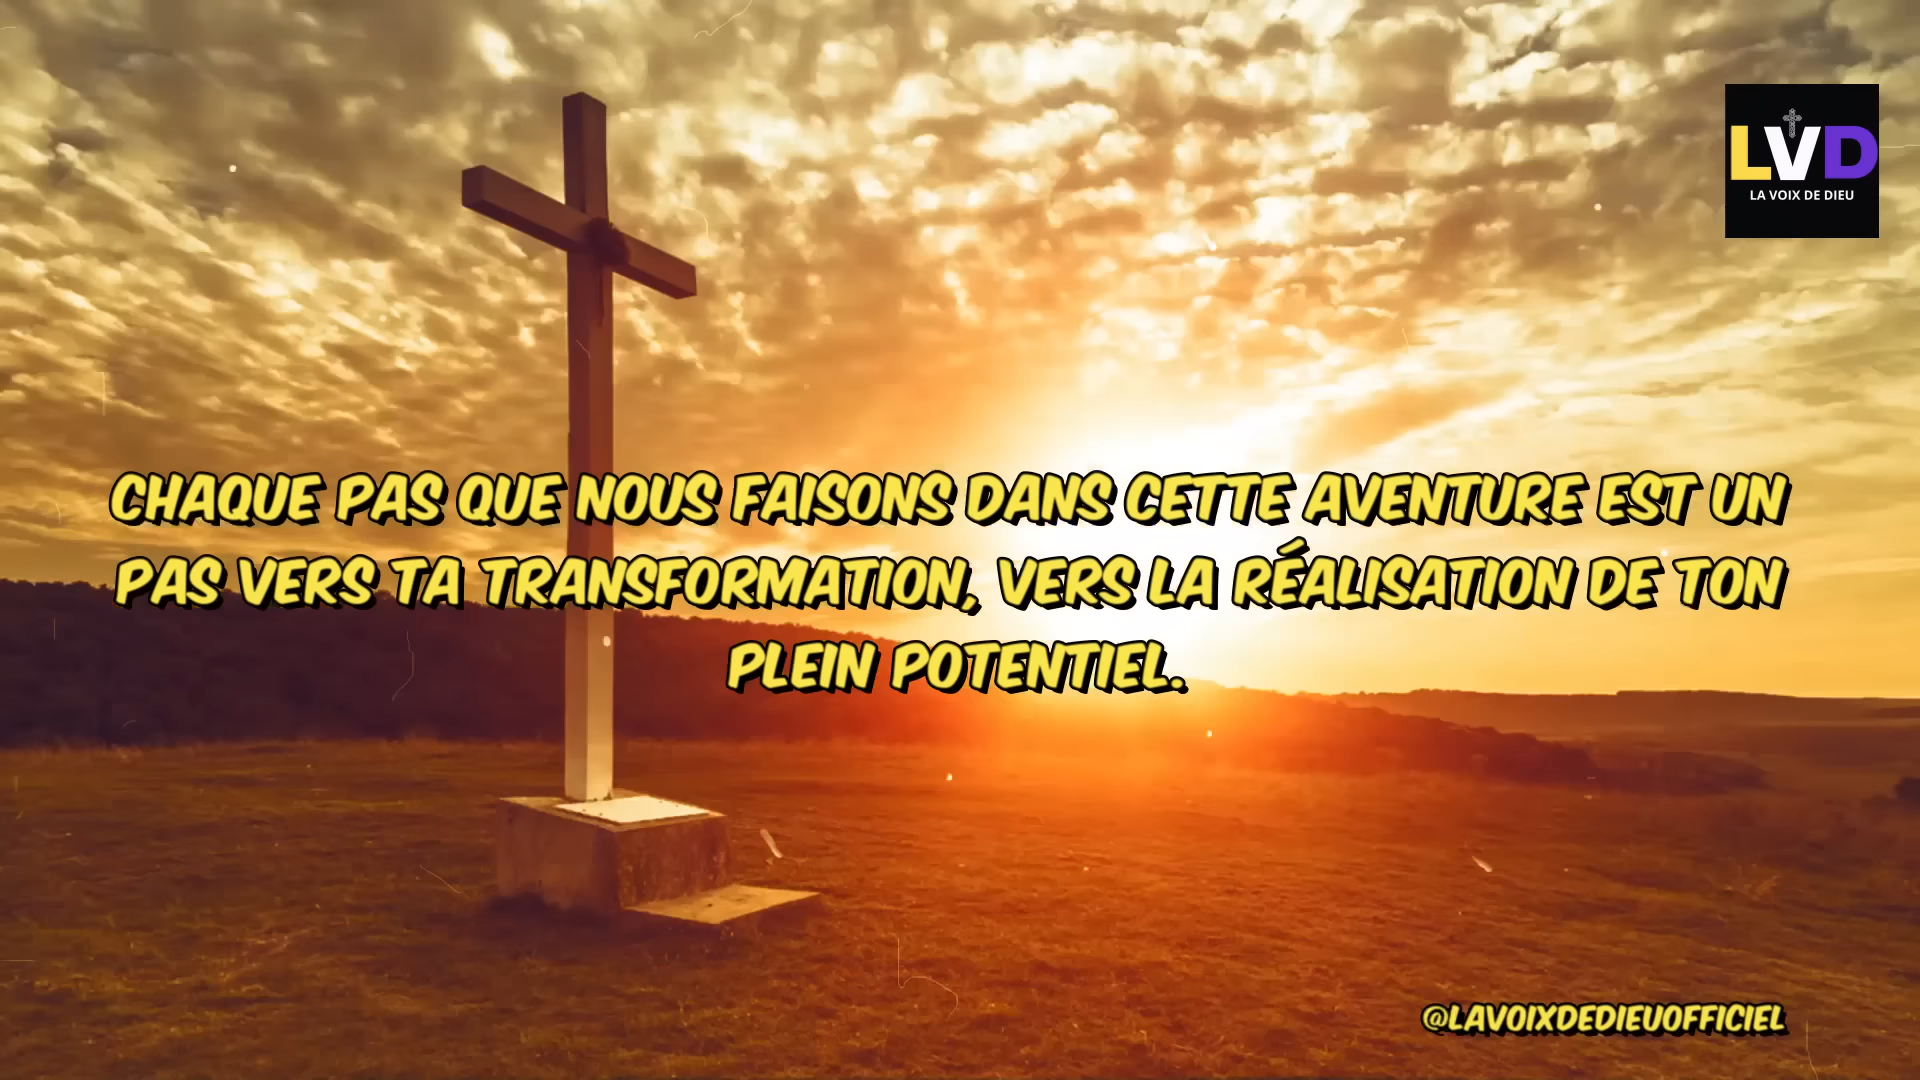 LVD
LA VOIX DE DIEU
CHAQUE PAS QUE NOUS FAISONS DANS CETTE AVENTURE EST UN
PAS VERS TA TRANSFORMATION, VERS LA RÉALISATION DE TON
PLEIN POTENTIEL.
@LAVOIXDEDIEUOFFICIEL